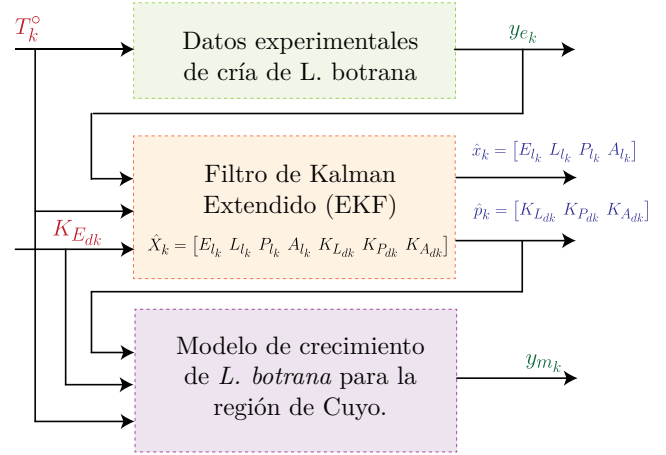 T°_k
Datos experimentales
de cría de L. botrana
y_{e_k}
Filtro de Kalman
Extendido (EKF)
X̂_k = [E_{l_k} L_{l_k} P_{l_k} A_{l_k} K_{L_{dk}} K_{P_{dk}} K_{A_{dk}}]
x̂_k = [E_{l_k} L_{l_k} P_{l_k} A_{l_k}]
p̂_k = [K_{L_{dk}} K_{P_{dk}} K_{A_{dk}}]
K_{E_{dk}}
Modelo de crecimiento
de L. botrana para la
región de Cuyo.
y_{m_k}